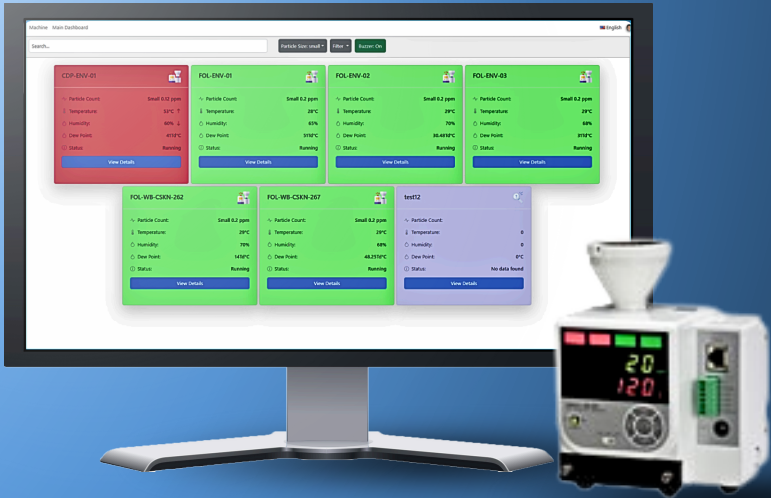 Machine Main Dashboard
English
Search...
Particle Size: small
Filter
Buzzer: On
CDP-ENV-01
Particle Count: Small 0.12 ppm
Temperature: 50°C ↑
Humidity: 60% ↓
Dew Point:
Status Running
View Details
FOL-ENV-01
Particle Count: Small 0.2 ppm
Temperature: 28°C
Humidity: 65%
Dew Point:
Status: Running
View Details
FOL-ENV-02
Particle Count: Small 0.2 ppm
Temperature: 29°C
Humidity: 70%
Dew Point:
Status: Running
View Details
FOL-ENV-03
Particle Count: Small 0.2 ppm
Temperature: 29°C
Humidity: 68%
Dew Point:
Status: Running
View Details
FOL-WB-CSKN-262
Particle Count: Small 0.2 ppm
Temperature: 29°C
Humidity: 70%
Dew Point:
Status: Running
View Details
FOL-WB-CSKN-267
Particle Count: Small 0.2 ppm
Temperature: 29°C
Humidity: 68%
Dew Point:
Status: Running
View Details
test12
Particle Count:
Temperature: 0
Humidity: 0
Dew Point: 0°C
Status: No data found
View Details
20
120